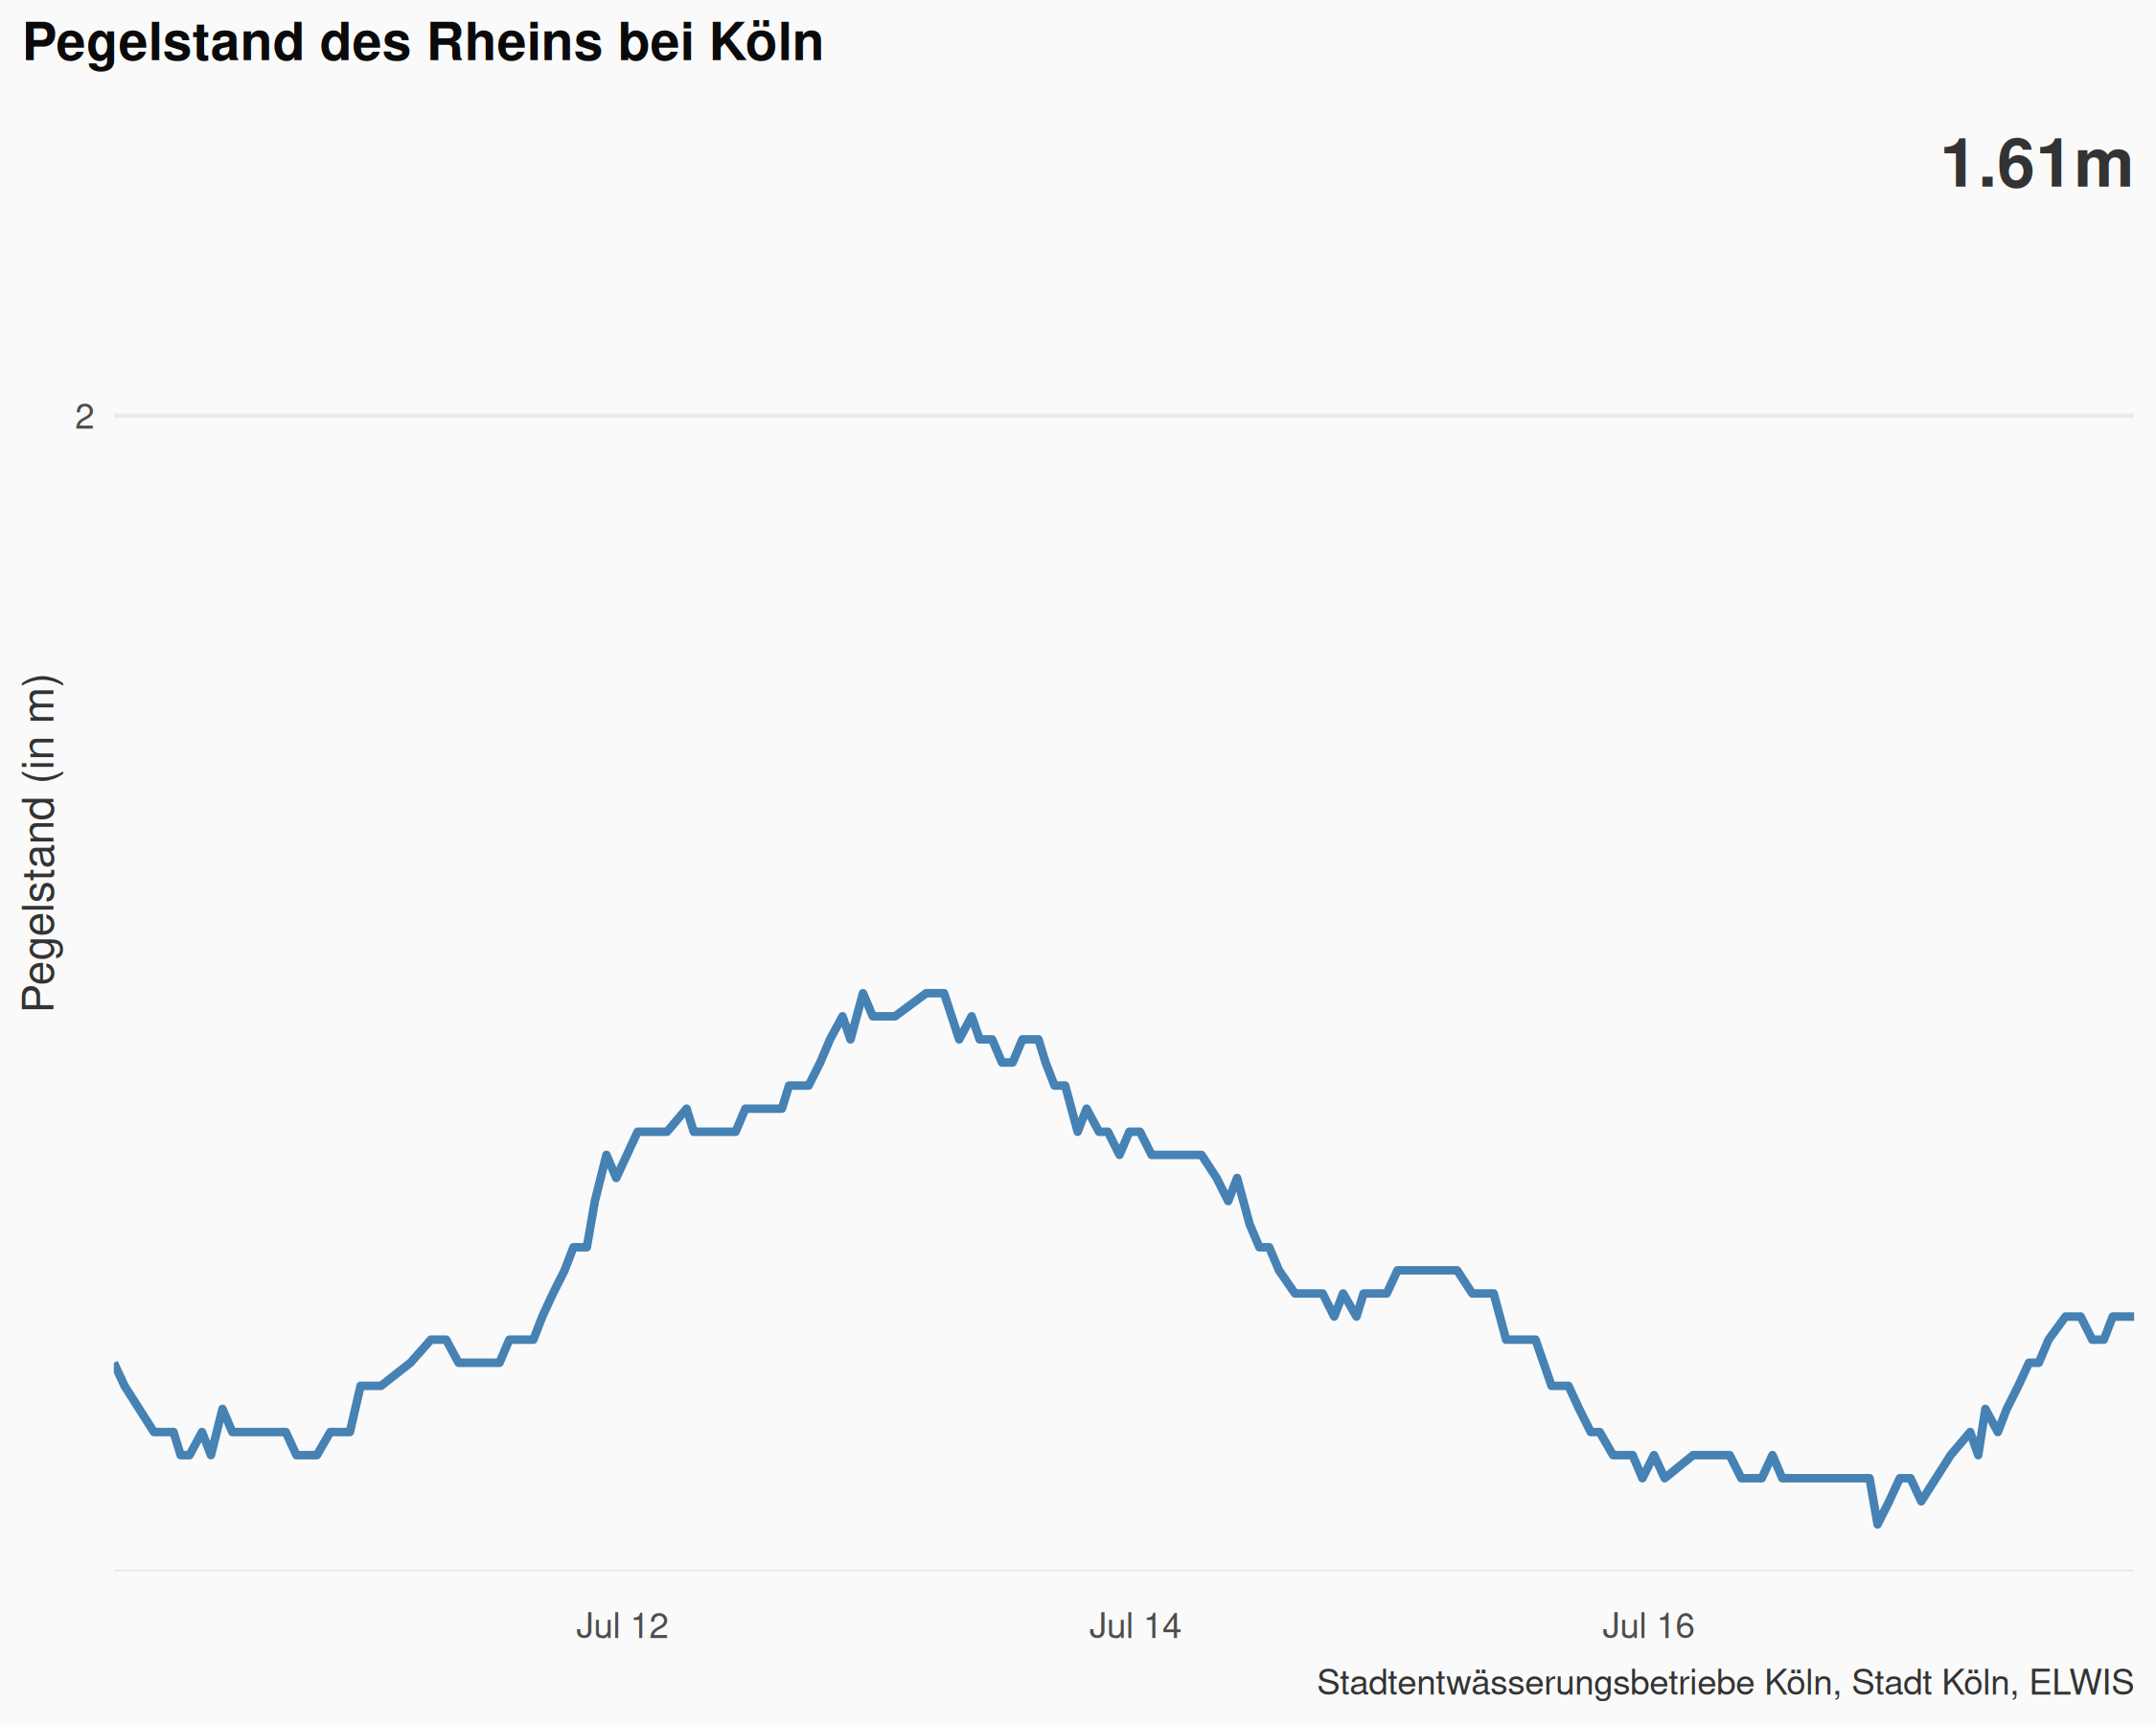 Pegelstand des Rheins bei Köln
1.61m
2
Pegelstand (in m)
Jul 12
Jul 14
Jul 16
Stadtentwässerungsbetriebe Köln, Stadt Köln, ELWIS